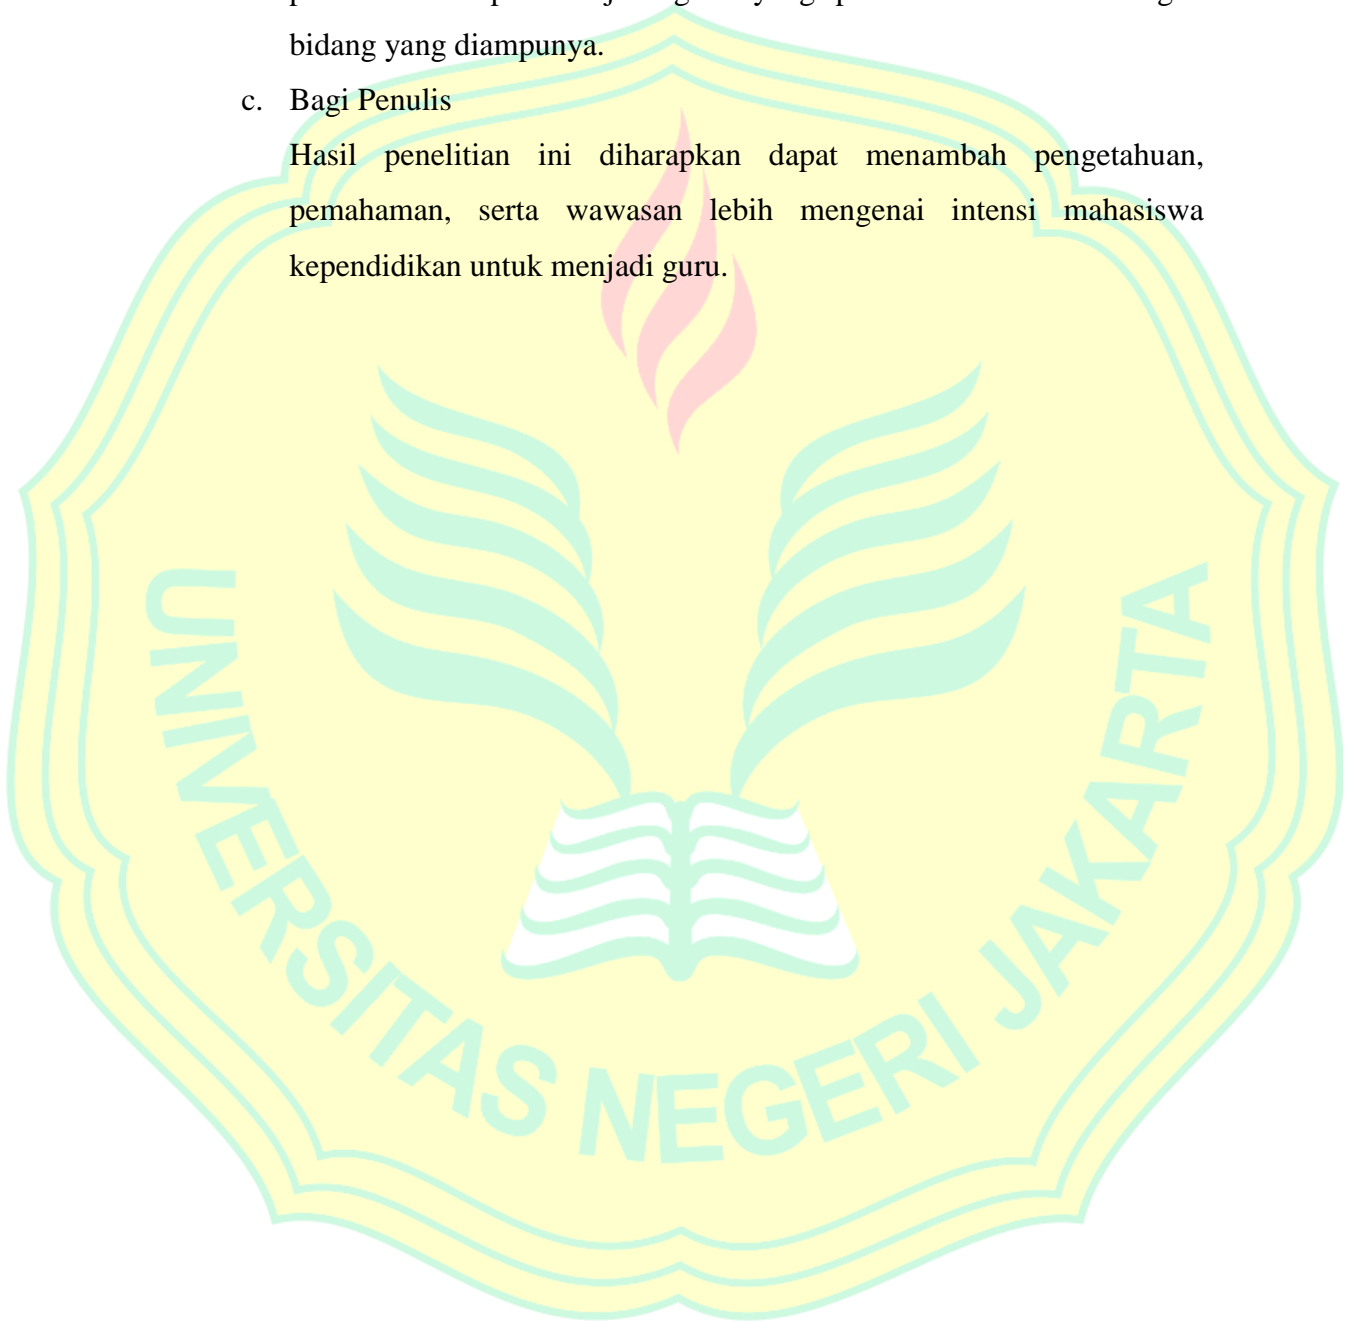 bidang yang diampunya.
c. Bagi Penulis
Hasil penelitian ini diharapkan dapat menambah pengetahuan,
pemahaman, serta wawasan lebih mengenai intensi mahasiswa
kependidikan untuk menjadi guru.
UNIVERSITAS NEGERI JAKARTA